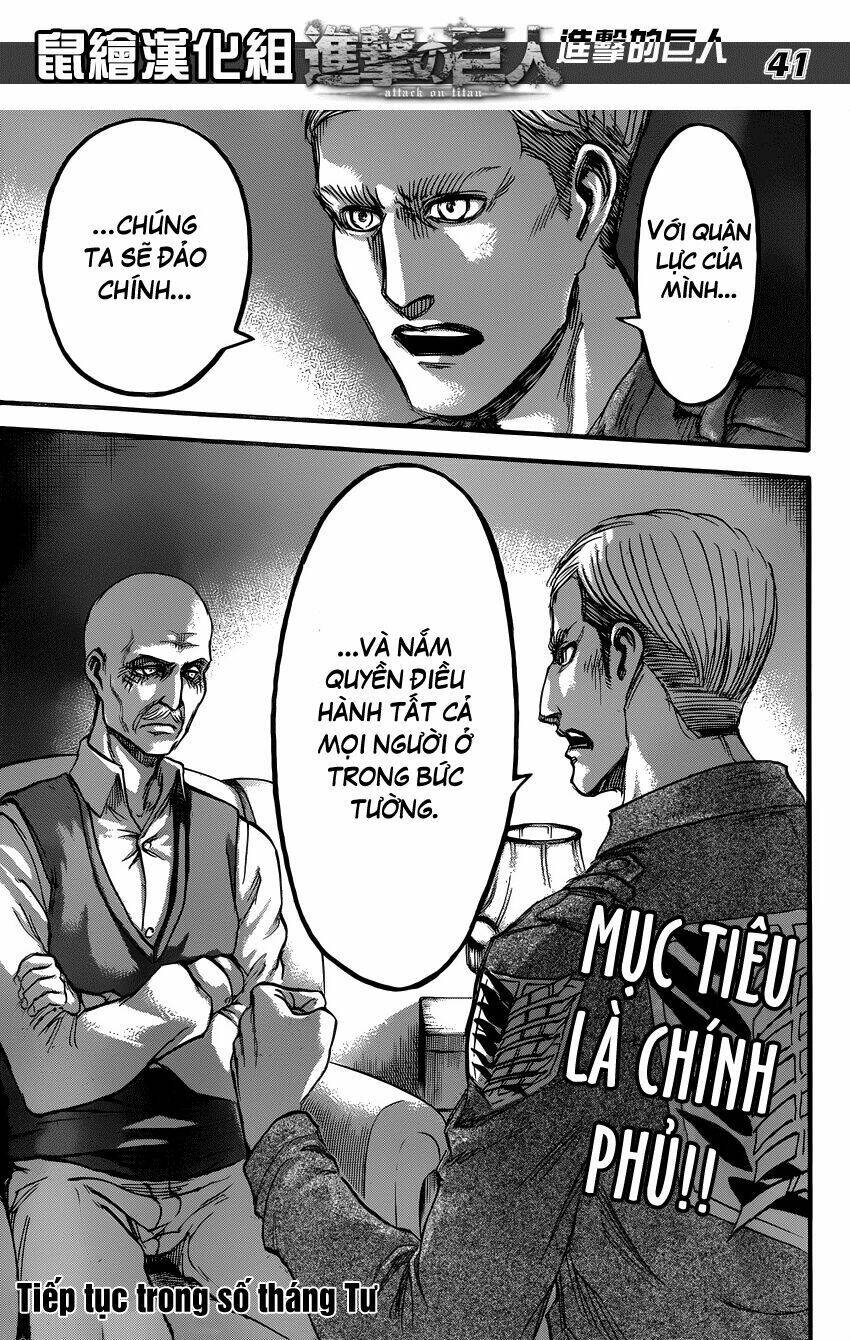 鼠繪漢化組 進撃の巨人 進擊的巨人 41
attack on titan
VỚI QUÂN
LỰC CỦA
MÌNH...
...CHÚNG
TA SẼ ĐẢO
CHÍNH...
...VÀ NẮM
QUYỀN ĐIỀU
HÀNH TẤT CẢ
MỌI NGƯỜI Ở
TRONG BỨC
TƯỜNG.
MỤC TIÊU
LÀ CHÍNH
PHỦ!!
Tiếp tục trong số tháng Tư